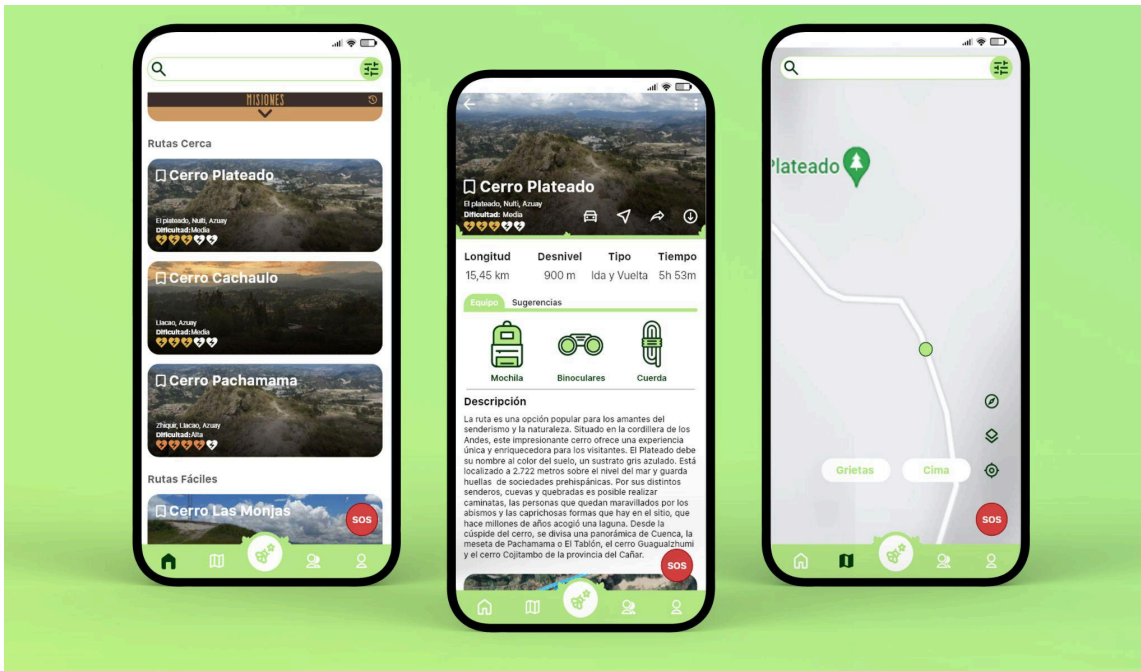 MISIONES
Rutas Cerca
Cerro Plateado
El plateado, Nulti, Azuay
Dificultad: Media
Cerro Cachaulo
Llacao, Azuay
Dificultad: Media
Cerro Pachamama
Zhiquir, Llacao, Azuay
Dificultad: Alta
Rutas Fáciles
Cerro Las Monjas
SOS
Cerro Plateado
El plateado, Nulti, Azuay
Dificultad: Media
Longitud Desnivel Tipo Tiempo
15,45 km 900 m Ida y Vuelta 5h 53m
Equipo Sugerencias
Mochila Binoculares Cuerda
Descripción
La ruta es una opción popular para los amantes del
senderismo y la naturaleza. Situado en la cordillera de los
Andes, este impresionante cerro ofrece una experiencia
única y enriquecedora para los visitantes. El Plateado debe
su nombre al color del suelo, un sustrato gris azulado. Está
localizado a 2.722 metros sobre el nivel del mar y guarda
huellas de sociedades prehispánicas. Por sus distintos
senderos, cuevas y quebradas es posible realizar
caminatas, las personas que quedan maravillados por los
abismos y las caprichosas formas que hay en el sitio, que
hace millones de años acogió una laguna. Desde la
cúspide del cerro, se divisa una panorámica de Cuenca, la
meseta de Pachamama o El Tablón, el cerro Guagualzhumi
y el cerro Cojitambo de la provincia del Cañar.
SOS
Plateado
Grietas Cima
SOS